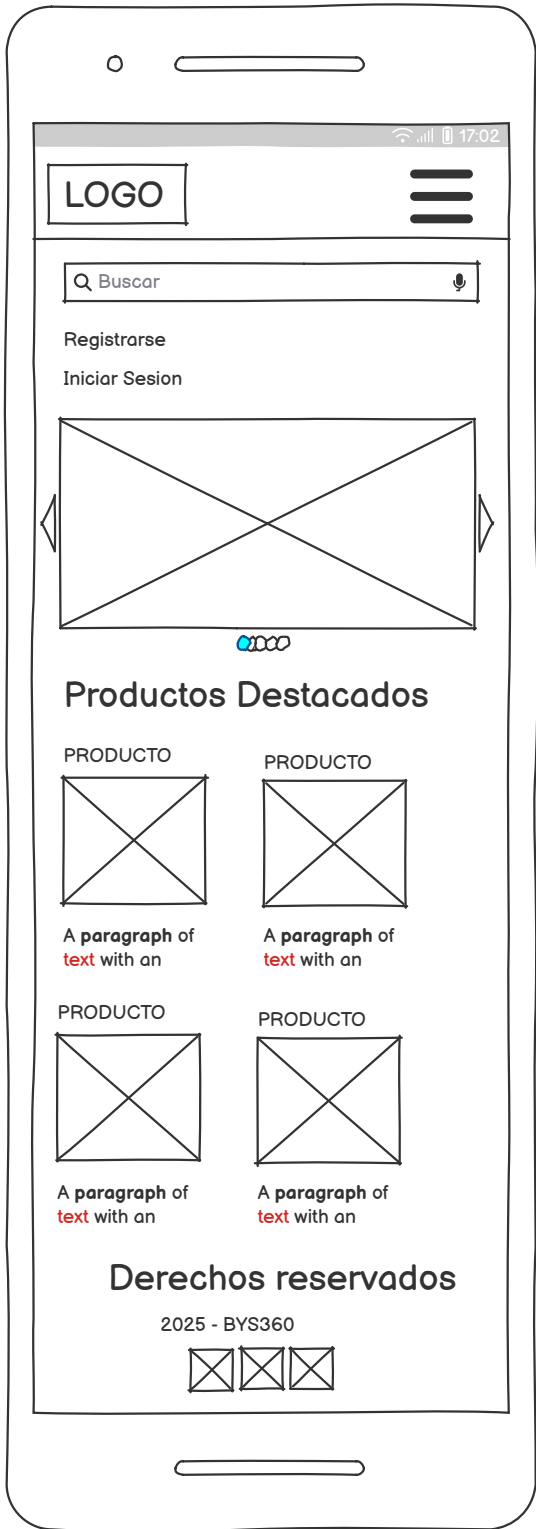 17:02
LOGO
Buscar
Registrarse
Iniciar Sesion
Productos Destacados
PRODUCTO
PRODUCTO
A paragraph of
text with an
A paragraph of
text with an
PRODUCTO
PRODUCTO
A paragraph of
text with an
A paragraph of
text with an
Derechos reservados
2025 - BYS360